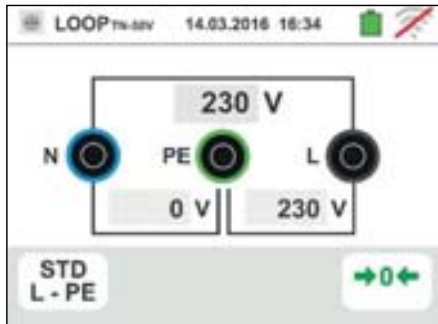 LOOP TN-50V 14.03.2016 16:34
230 V
N PE L
0 V 230 V
STD
L - PE
→0←